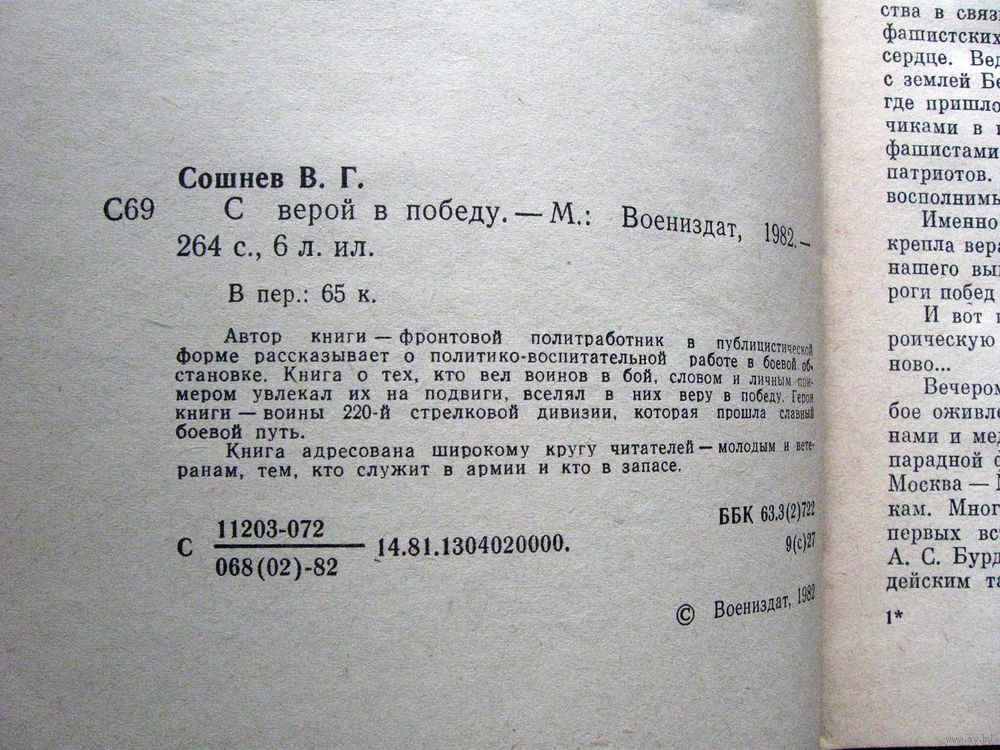 Сошнев В. Г.
С69 С верой в победу. — М.: Воениздат, 1982. —
264 с., 6 л. ил.
В пер.: 65 к.
Автор книги — фронтовой политработник в публицистической
форме рассказывает о политико-воспитательной работе в боевой об-
становке. Книга о тех, кто вел воинов в бой, словом и личным при-
мером увлекал их на подвиги, вселял в них веру в победу. Герои
книги — воины 220-й стрелковой дивизии, которая прошла славный
боевой путь.
Книга адресована широкому кругу читателей — молодым и вете-
ранам, тем, кто служит в армии и кто в запасе.
С 11203-072
068(02)-82 14.81.1304020000.
ББК 63.3(2)722
9(с)27
© Воениздат, 1982
ства в связ
фашистских
сердце. Вед
с землей Бе
где пришло
чиками в
фашистами
патриотов.
восполнимы
Именно
крепла вера
нашего вы
роги побед
И вот
роическую
ново...
Вечером
бое оживле
нами и мед
парадной ф
Москва —
кам. Мног
первых вс
А. С. Бурд
дейским та
1*
www.ay.by